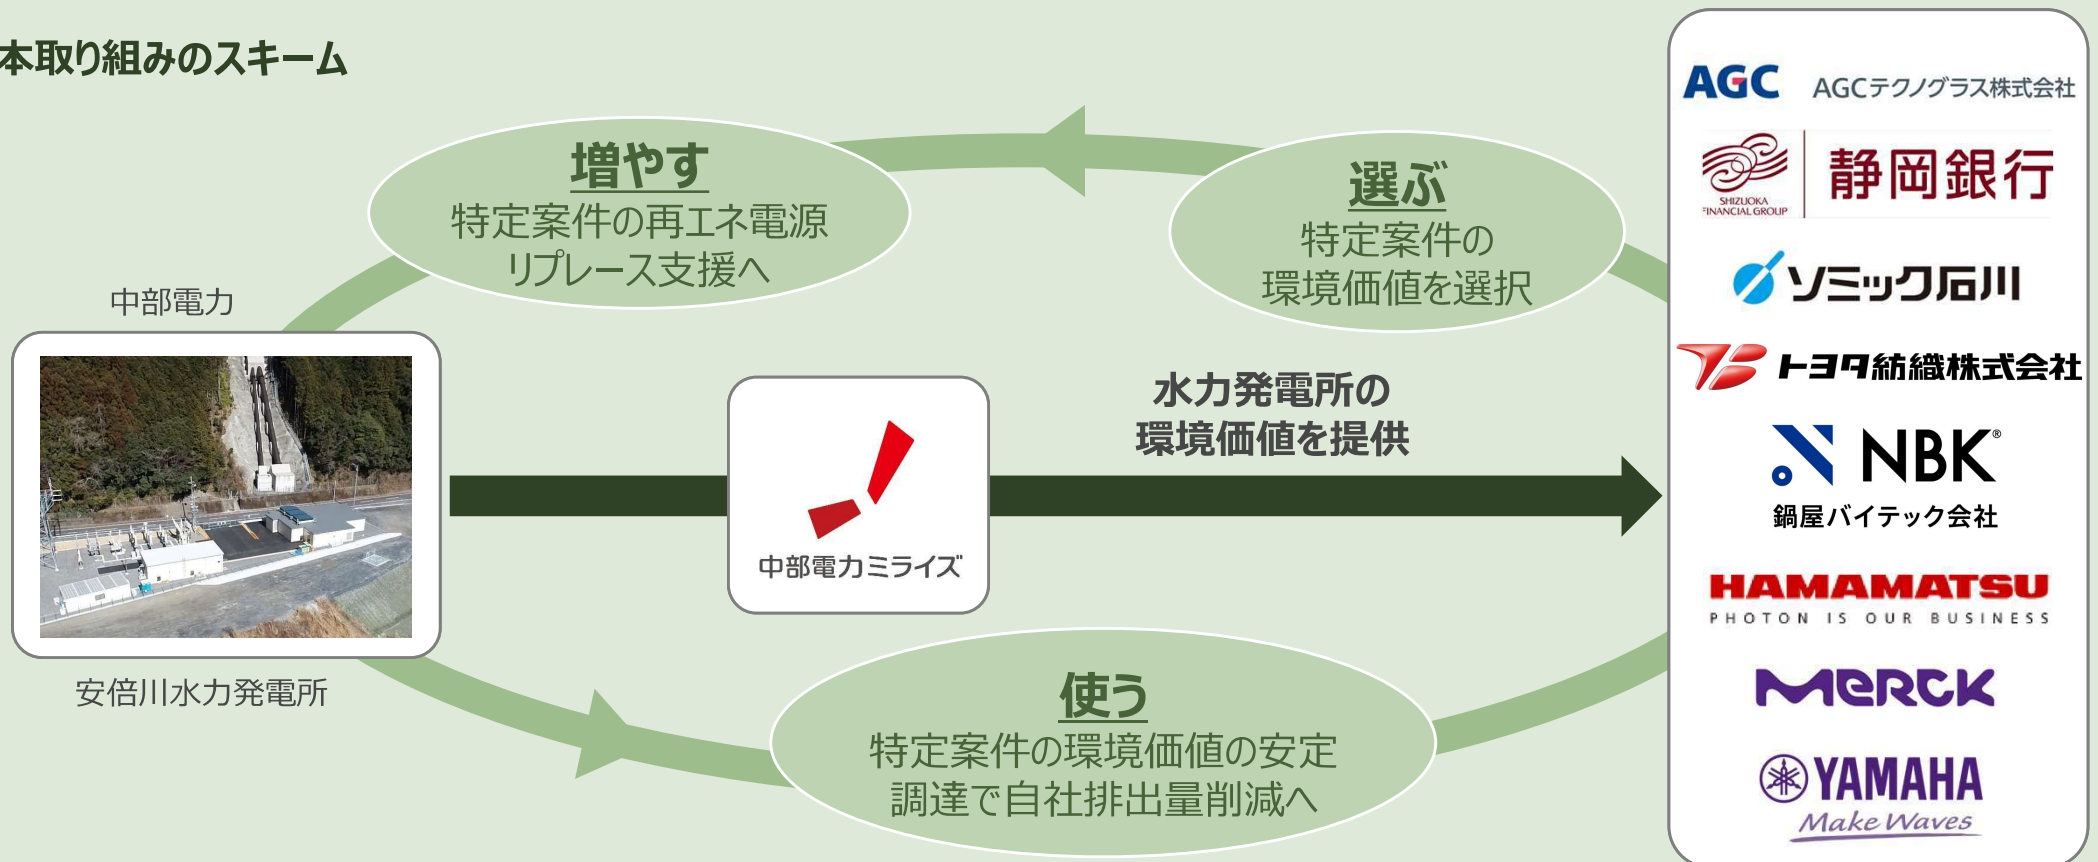 本取り組みのスキーム
増やす
特定案件の再エネ電源
リプレース支援へ
選ぶ
特定案件の
環境価値を選択
中部電力
安倍川水力発電所
中部電力ミライズ
水力発電所の
環境価値を提供
使う
特定案件の環境価値の安定
調達で自社排出量削減へ
AGC AGCテクノグラス株式会社
SHIZUOKA
FINANCIAL GROUP
静岡銀行
ソミック石川
トヨタ紡織株式会社
NBK®
鍋屋バイテック会社
HAMAMATSU
PHOTON IS OUR BUSINESS
MERCK
YAMAHA
Make Waves